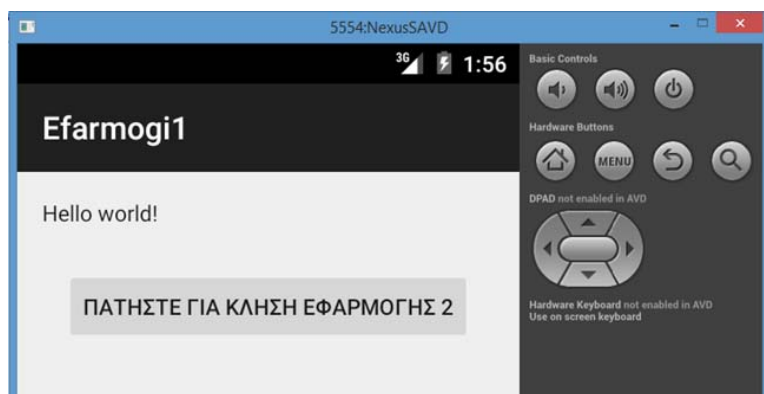 5554:NexusSAVD
3G 1:56
Efarmogi1
Hello world!
ΠΑΤΗΣΤΕ ΓΙΑ ΚΛΗΣΗ ΕΦΑΡΜΟΓΗΣ 2
Basic Controls
Hardware Buttons
MENU
DPAD not enabled in AVD
Hardware Keyboard not enabled in AVD
Use on screen keyboard